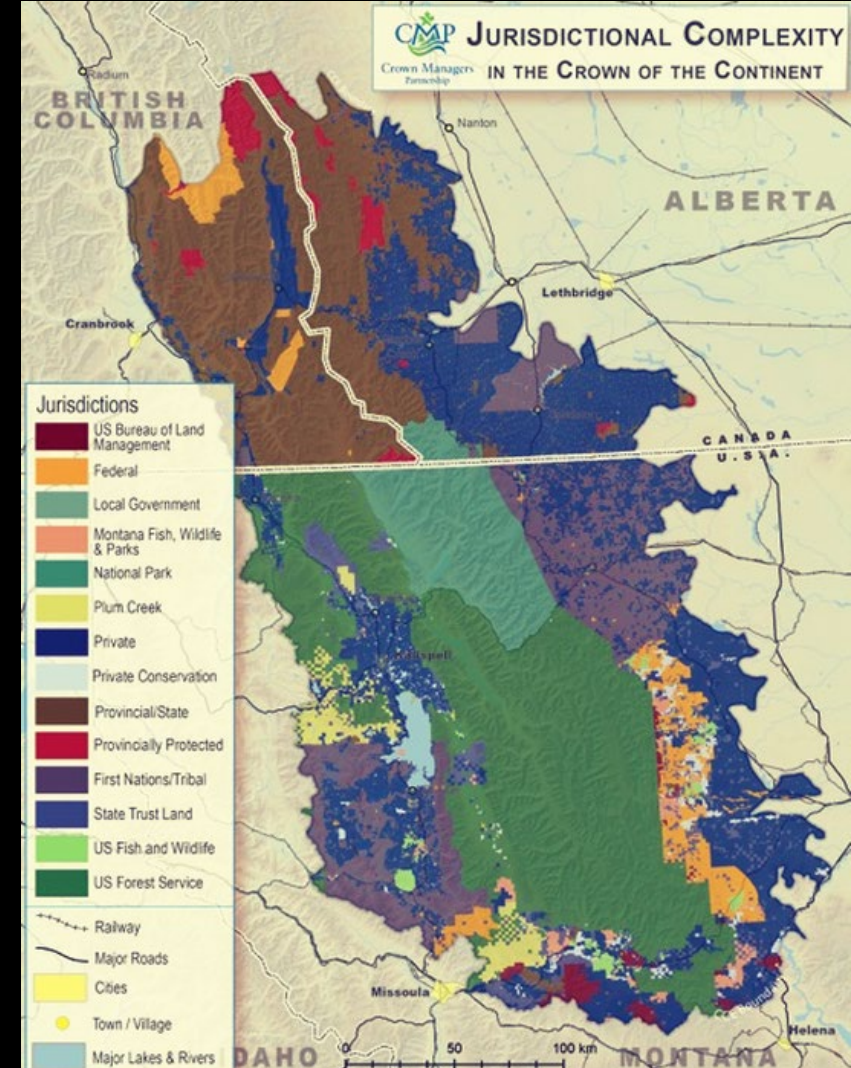 CMP
Crown Managers
Partnership
JURISDICTIONAL COMPLEXITY
IN THE CROWN OF THE CONTINENT
Radium
BRITISH
COLUMBIA
Nanton
ALBERTA
Lethbridge
Cranbrook
CANADA
U.S.A.
Jurisdictions
US Bureau of Land
Management
Federal
Local Government
Montana Fish, Wildlife
& Parks
National Park
Plum Creek
Private
Private Conservation
Provincial/State
Provincially Protected
First Nations/Tribal
State Trust Land
US Fish and Wildlife
US Forest Service
Railway
Major Roads
Cities
Town / Village
Major Lakes & Rivers
Kalispell
Missoula
Helena
DAHO
0 50 100 km
MONTANA